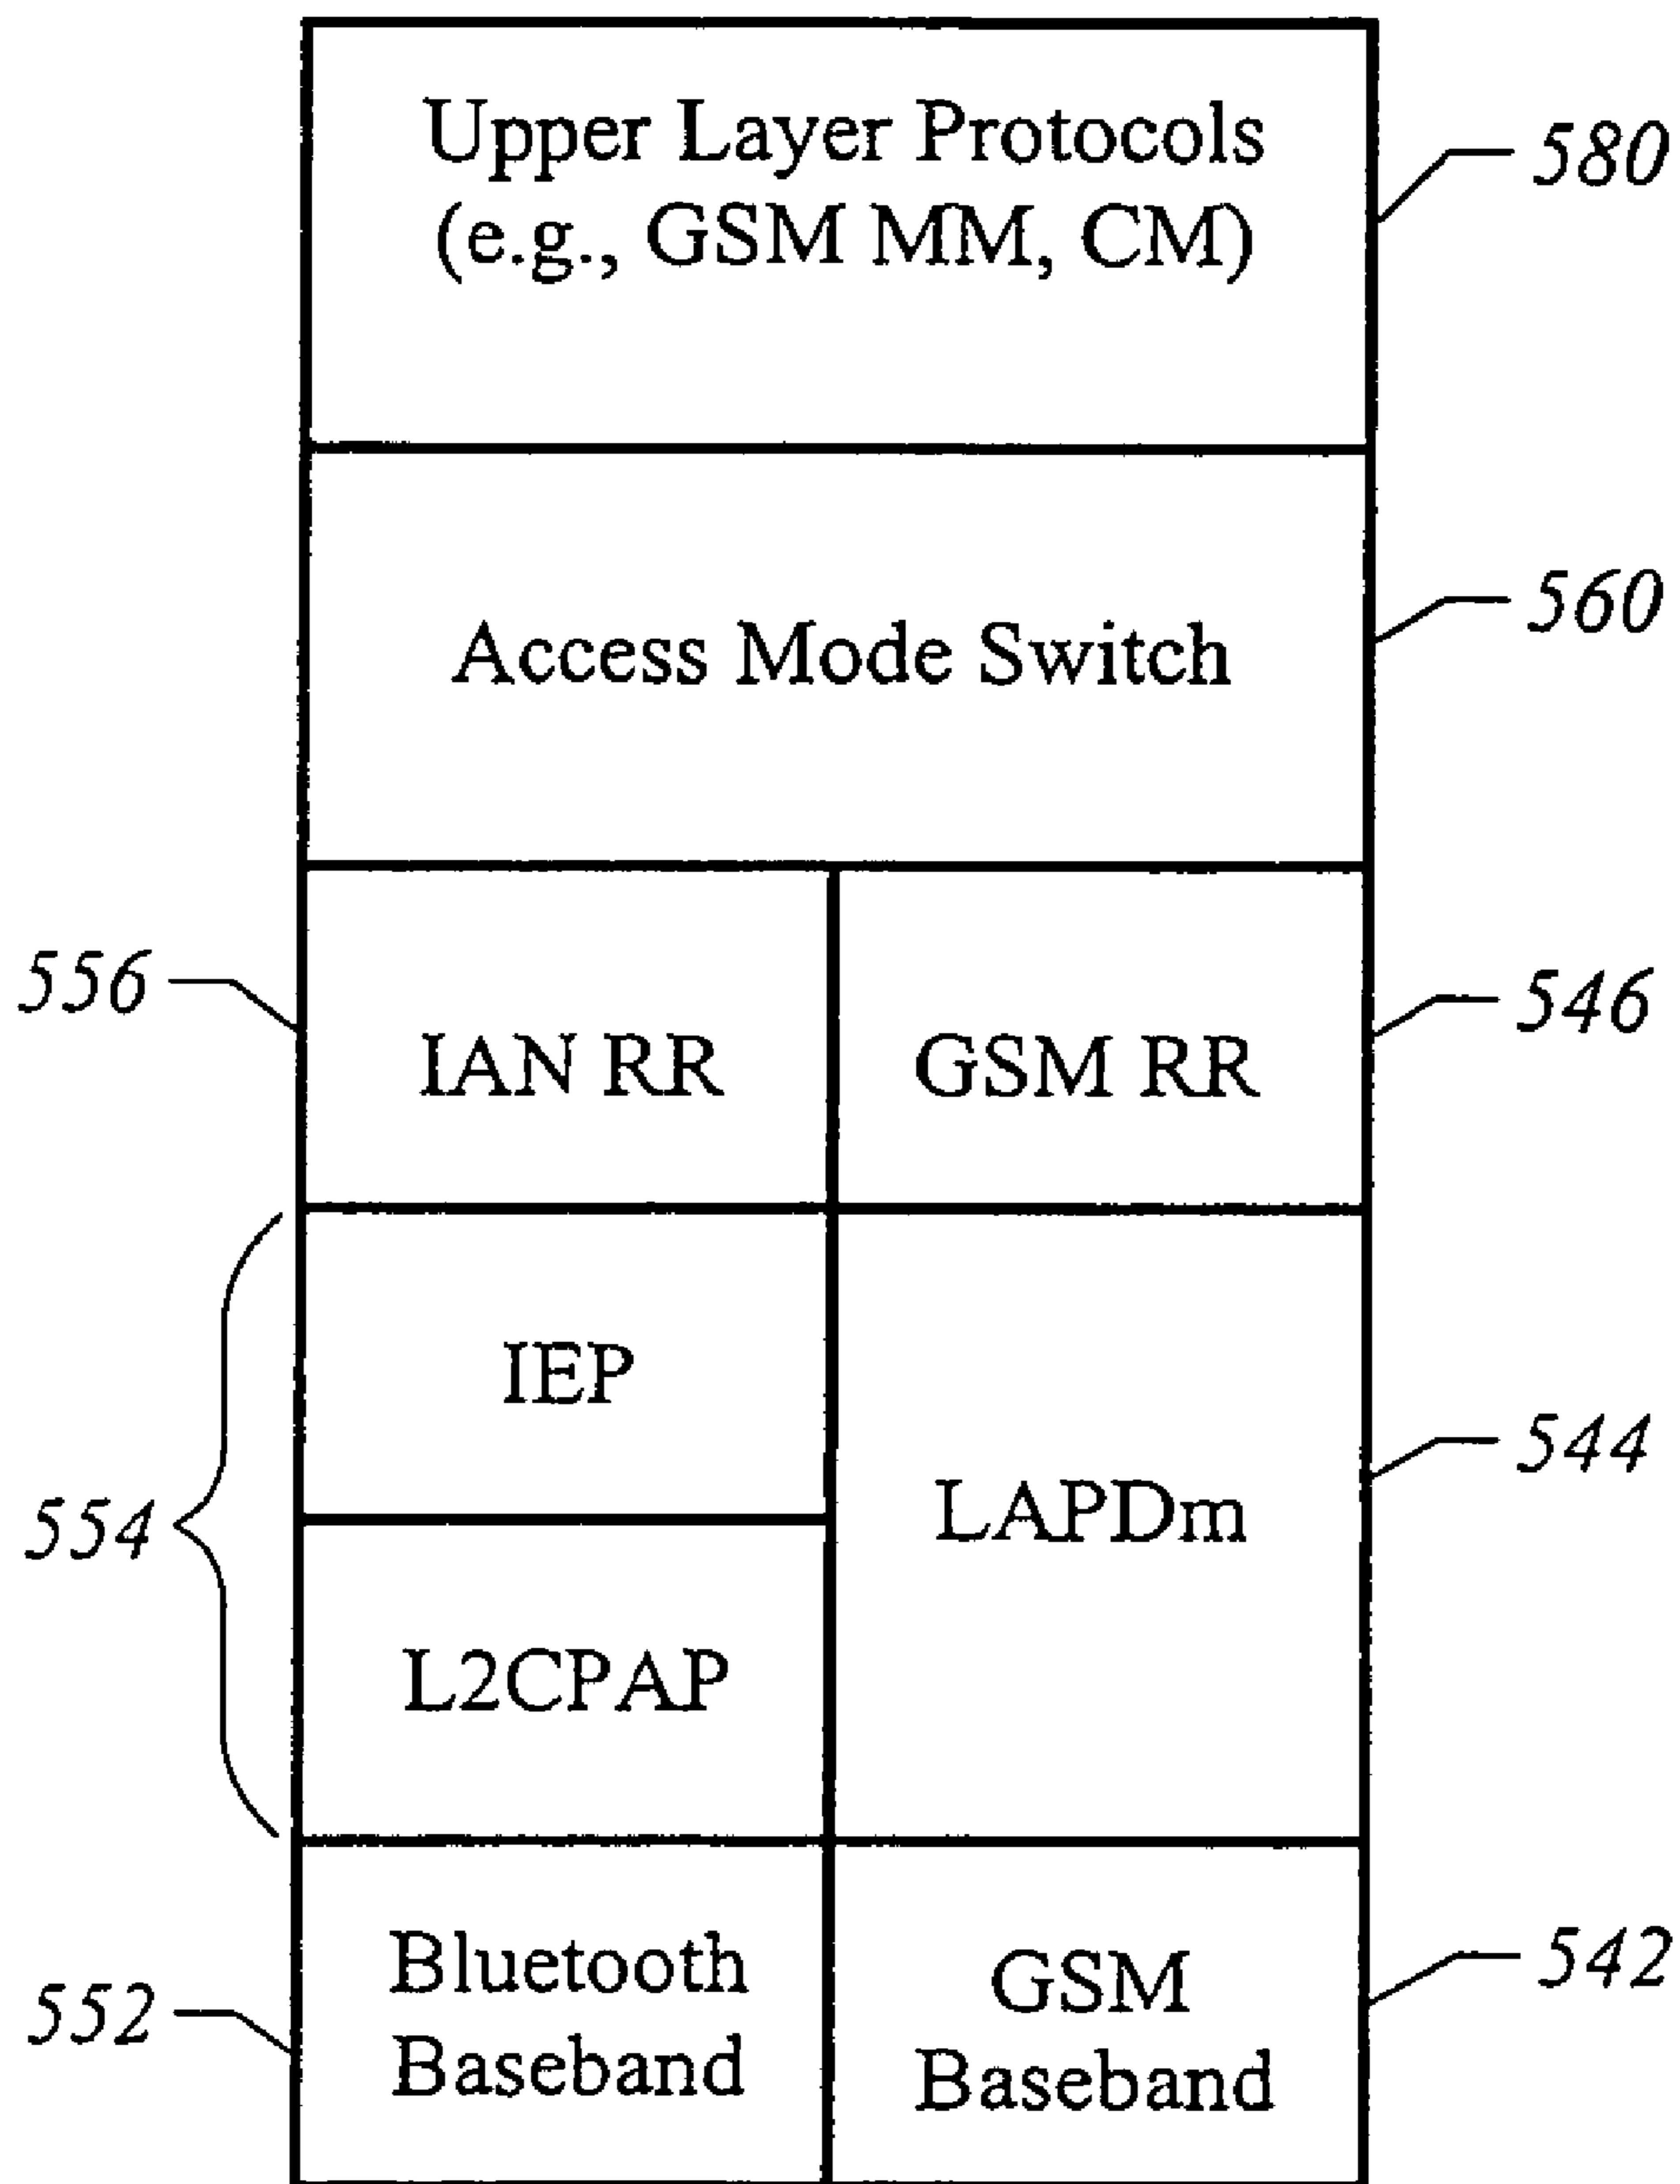 Upper Layer Protocols
(e.g., GSM MM, CM)
580
Access Mode Switch
560
556
IAN RR
GSM RR
546
IEP
554
LAPDm
544
L2CPAP
552
Bluetooth
Baseband
GSM
Baseband
542